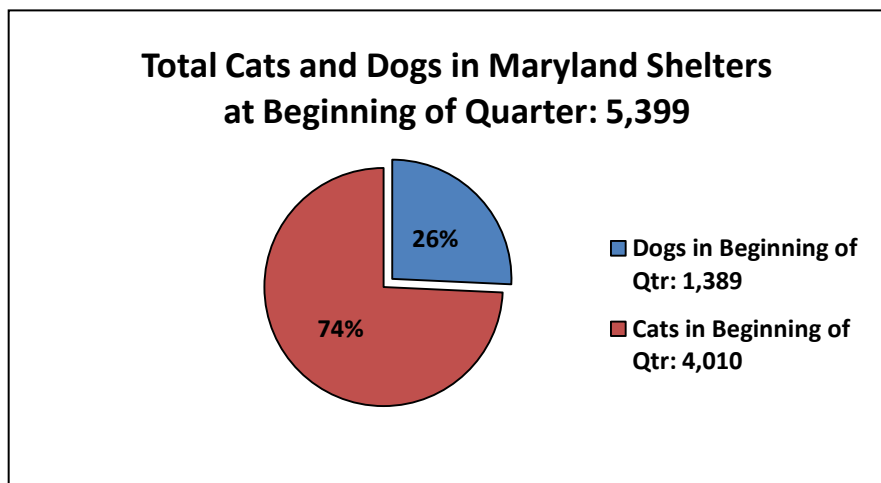 Total Cats and Dogs in Maryland Shelters
at Beginning of Quarter: 5,399
26%
74%
Dogs in Beginning of
Qtr: 1,389
Cats in Beginning of
Qtr: 4,010